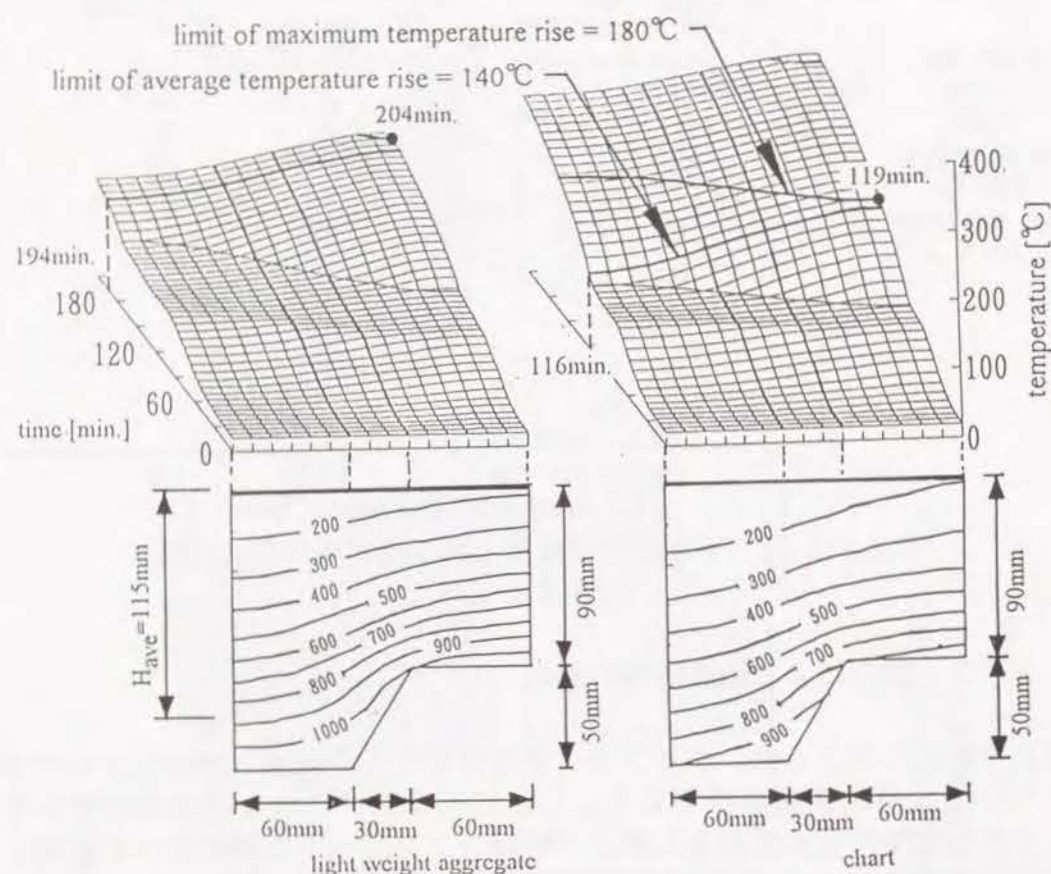 limit of maximum temperature rise = 180℃
limit of average temperature rise = 140℃
204min.
119min.
400
300
200
100
0
temperature [℃]
194min.
180
120
60
0
time [min.]
116min.
200
300
400
500
600
700
800
900
1000
Have=115mm
90mm
50mm
60mm
30mm
60mm
light weight aggregate
200
300
400
500
600
700
800
900
90mm
50mm
60mm
30mm
60mm
chart